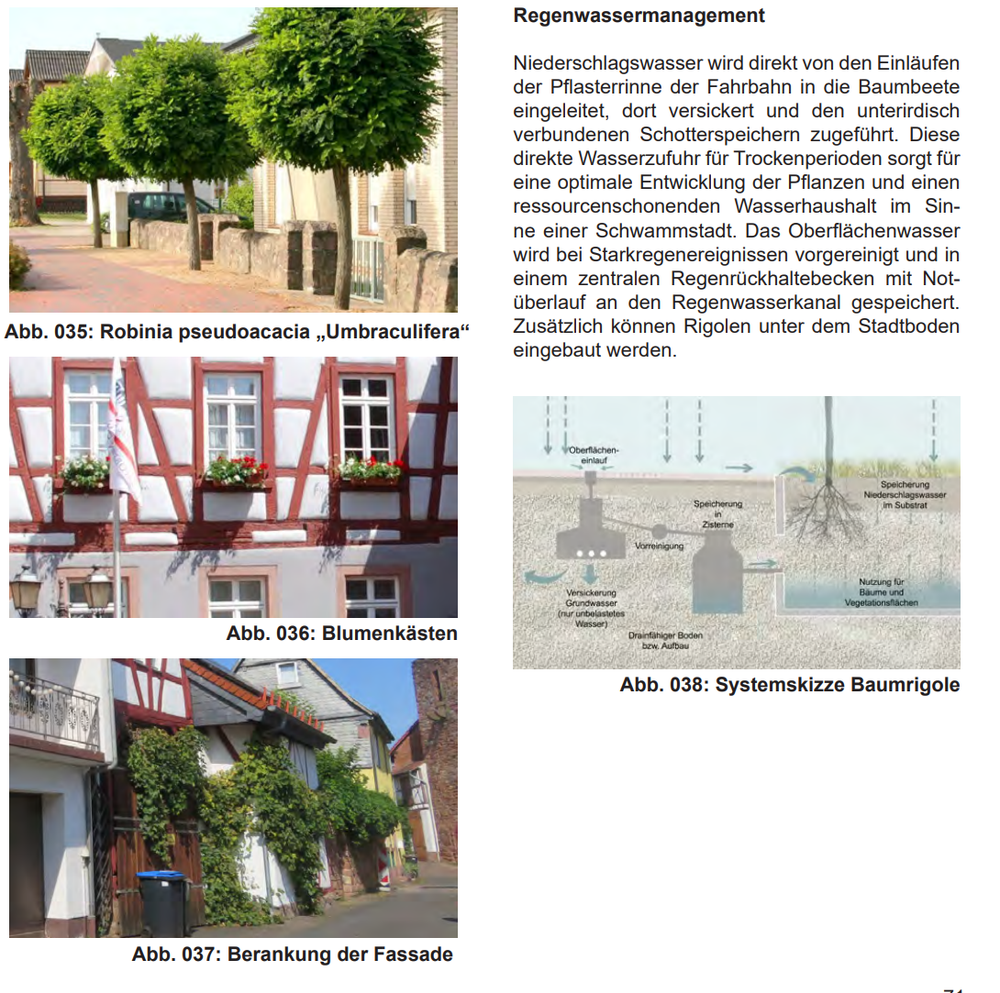 Abb. 035: Robinia pseudoacacia „Umbraculifera“
Abb. 036: Blumenkästen
Abb. 037: Berankung der Fassade
Regenwassermanagement
Niederschlagswasser wird direkt von den Einläufen
der Pflasterrinne der Fahrbahn in die Baumbeete
eingeleitet, dort versickert und den unterirdisch
verbundenen Schotterspeichern zugeführt. Diese
direkte Wasserzufuhr für Trockenperioden sorgt für
eine optimale Entwicklung der Pflanzen und einen
ressourcenschonenden Wasserhaushalt im Sin-
ne einer Schwammstadt. Das Oberflächenwasser
wird bei Starkregenereignissen vorgereinigt und in
einem zentralen Regenrückhaltebecken mit Not-
überlauf an den Regenwasserkanal gespeichert.
Zusätzlich können Rigolen unter dem Stadtboden
eingebaut werden.
Oberflächen-
einlauf
Speicherung
Niederschlagswasser
im Substrat
Speicherung
in
Zisterne
Vorreinigung
Versickerung
Grundwasser
(nur unbelastetes
Wasser)
Nutzung für
Bäume und
Vegetationsflächen
Drainfähiger Boden
bzw. Aufbau
Abb. 038: Systemskizze Baumrigole